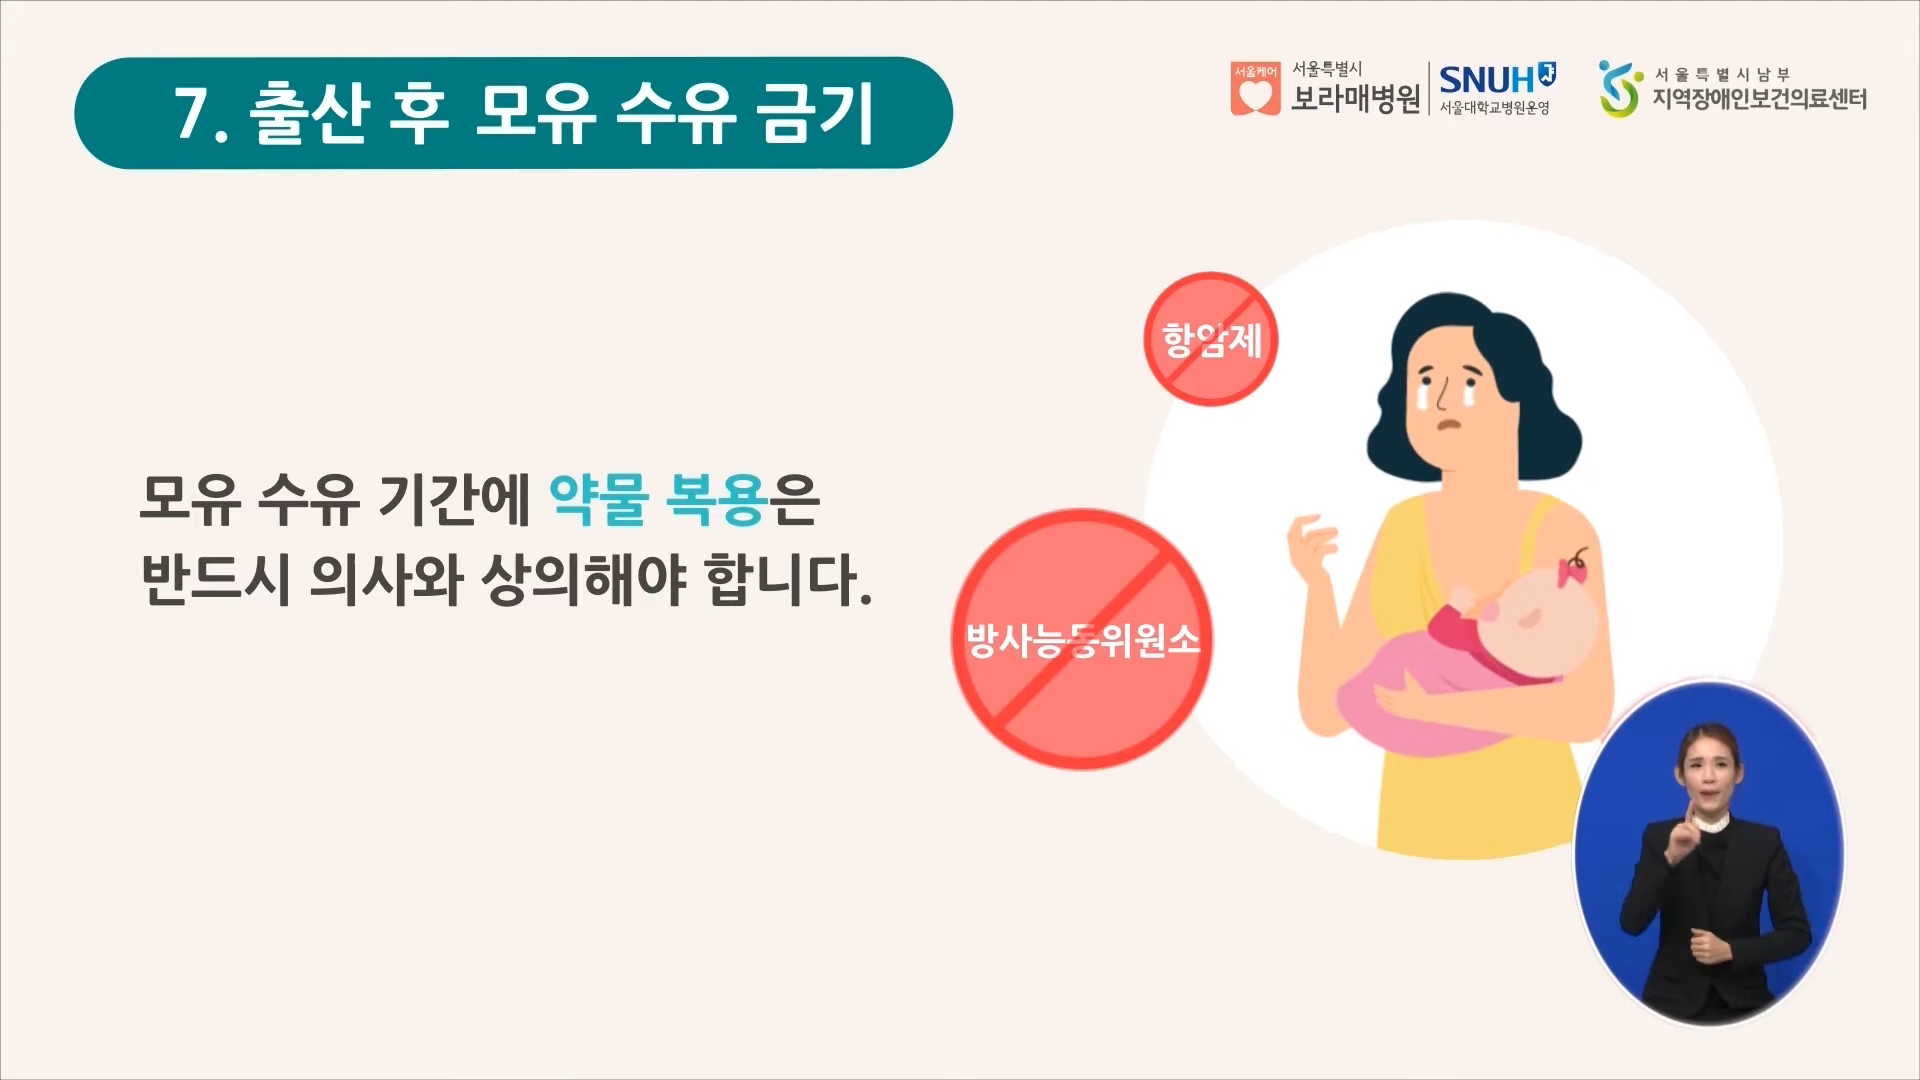 7. 출산 후 모유 수유 금기
서울케어
서울특별시
보라매병원
SNUH
서울대학교병원운영
서울특별시남부
지역장애인보건의료센터
항암제
모유 수유 기간에 약물 복용은
반드시 의사와 상의해야 합니다.
방사능동위원소